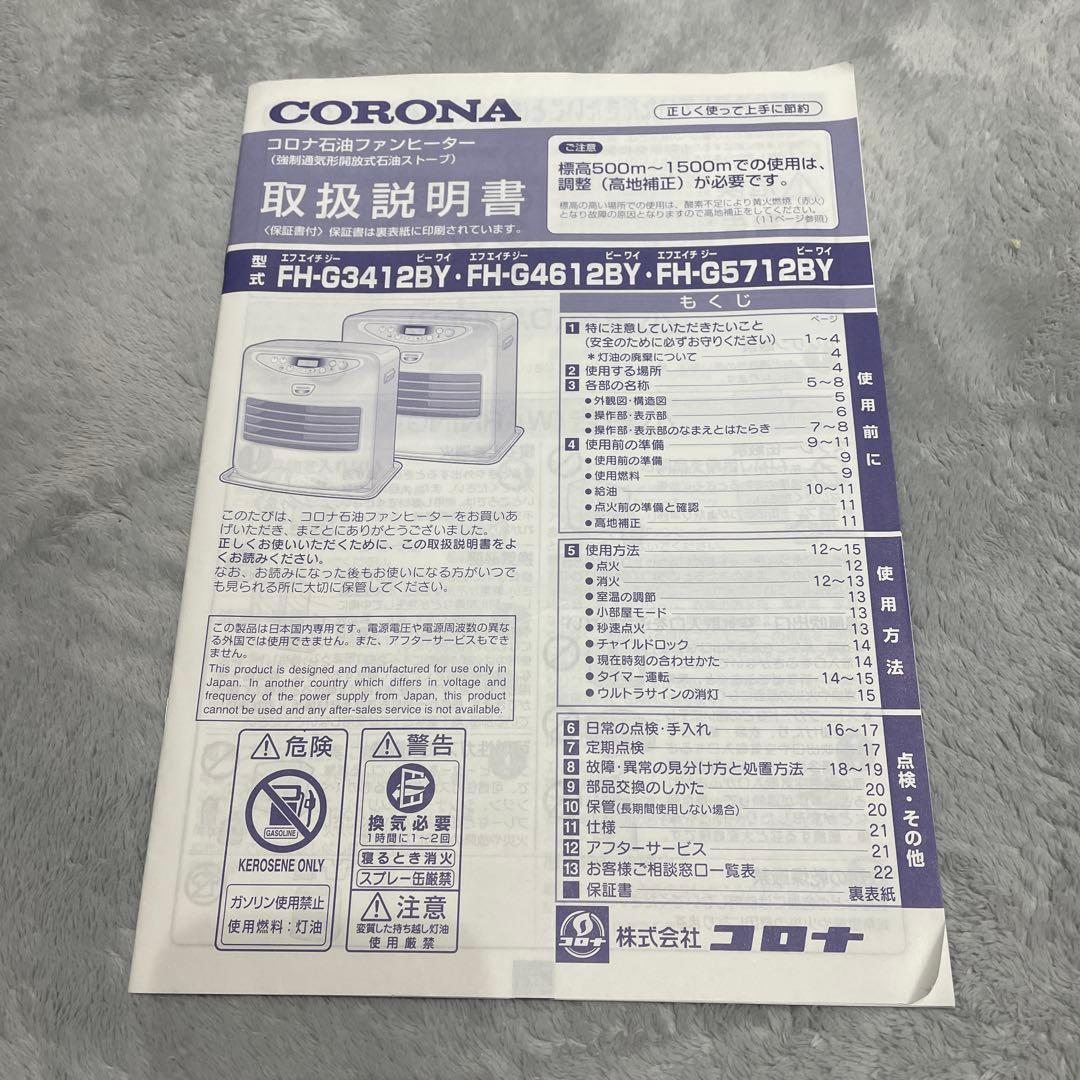 CORONA
正しく使って上手に節約
コロナ石油ファンヒーター
（強制通気形開放式石油ストーブ）
取扱説明書
〈保証書付〉保証書は裏表紙に印刷されています。
ご注意
標高500m～1500mでの使用は、
調整（高地補正）が必要です。
標高の高い場所での使用は、酸素不足により黄火燃焼（赤火）
となり故障の原因となりますので高地補正をしてください。
（11ページ参照）
型式
エフエイチ ジー ビー ワイ エフエイチ ジー ビー ワイ エフエイチ ジー ビー ワイ
FH-G3412BY・FH-G4612BY・FH-G5712BY
もくじ
ページ
1 特に注意していただきたいこと
（安全のために必ずお守りください） 1～4
＊灯油の廃棄について 4
2 使用する場所 4
3 各部の名称 5～8
●外観図・構造図 5
●操作部・表示部 6
●操作部・表示部のなまえとはたらき 7～8
4 使用前の準備 9～11
●使用前の準備 9
●使用燃料 9
●給油 10～11
●点火前の準備と確認 11
●高地補正 11
使用前に
5 使用方法 12～15
●点火 12
●消火 12～13
●室温の調節 13
●小部屋モード 13
●秒速点火 13
●チャイルドロック 14
●現在時刻の合わせかた 14
●タイマー運転 14～15
●ウルトラサインの消灯 15
使用方法
6 日常の点検・手入れ 16～17
7 定期点検 17
8 故障・異常の見分け方と処置方法 18～19
9 部品交換のしかた 20
10 保管（長期間使用しない場合） 20
11 仕様 21
12 アフターサービス 21
13 お客様ご相談窓口一覧表 22
保証書 裏表紙
点検・その他
このたびは、コロナ石油ファンヒーターをお買いあ
げいただき、まことにありがとうございました。
正しくお使いいただくために、この取扱説明書をよ
くお読みください。
なお、お読みになった後もお使いになる方がいつで
も見られる所に大切に保管してください。
この製品は日本国内専用です。電源電圧や電源周波数の異な
る外国では使用できません。また、アフターサービスもでき
ません。
This product is designed and manufactured for use only in
Japan. In another country which differs in voltage and
frequency of the power supply from Japan, this product
cannot be used and any after-sales service is not available.
危険
GASOLINE
KEROSENE ONLY
ガソリン使用禁止
使用燃料：灯油
警告
換気必要
1時間に1～2回
寝るとき消火
スプレー缶厳禁
注意
変質した持ち越し灯油
使用厳禁
コロナ
株式会社 コロナ